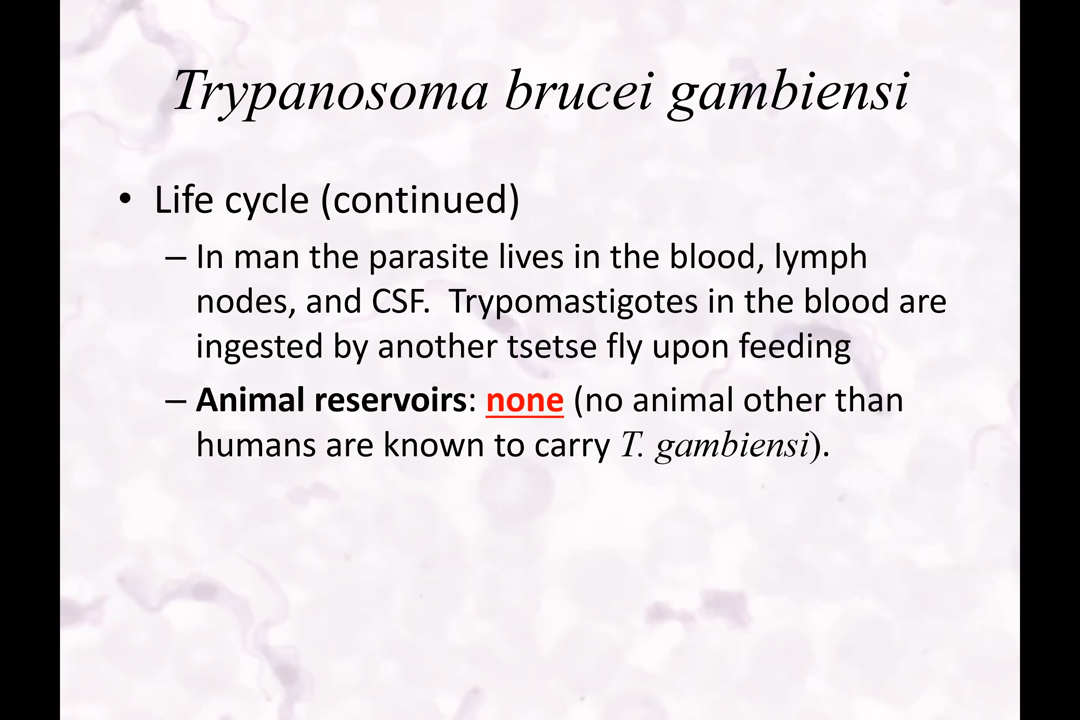 Trypanosoma brucei gambiensi
• Life cycle (continued)
– In man the parasite lives in the blood, lymph
nodes, and CSF.  Trypomastigotes in the blood are
ingested by another tsetse fly upon feeding
– Animal reservoirs: none (no animal other than
humans are known to carry T. gambiensi).